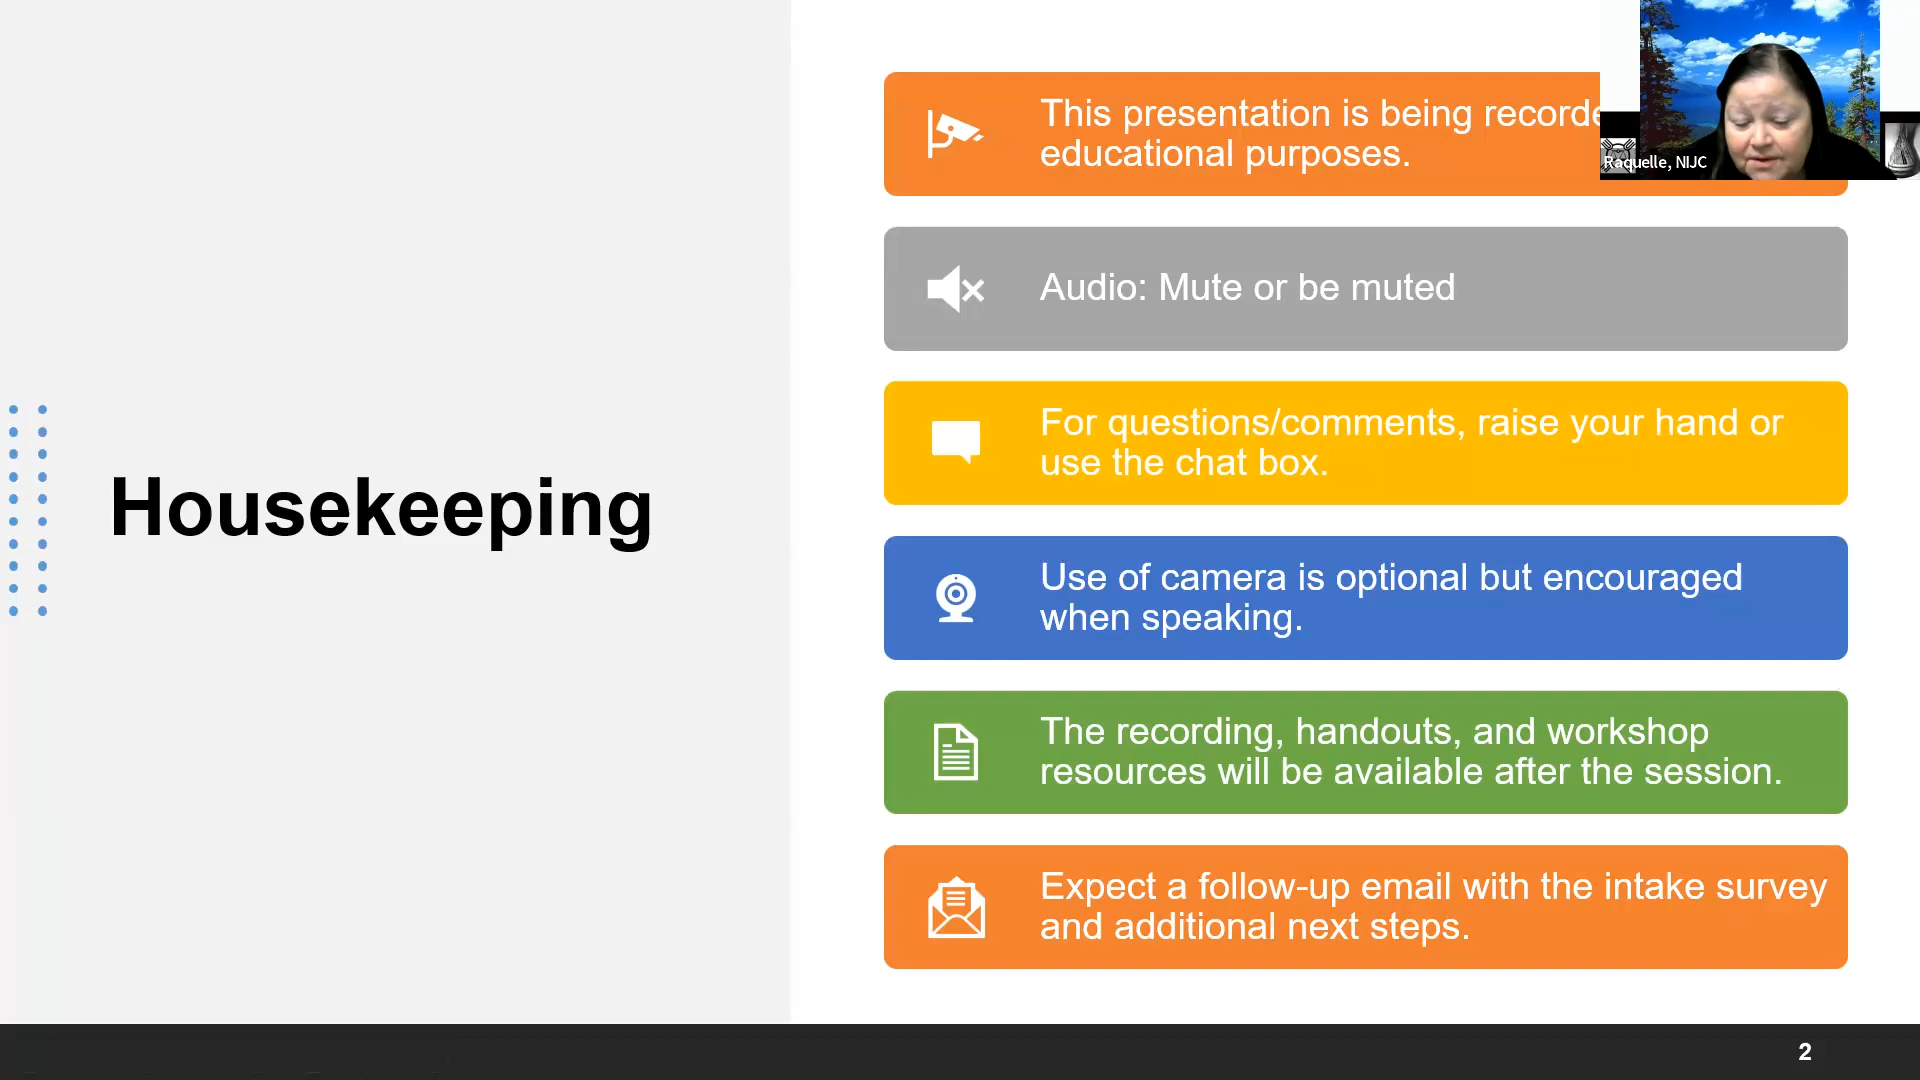 Housekeeping
This presentation is being recorde
educational purposes.
Raquelle, NIJC
Audio: Mute or be muted
For questions/comments, raise your hand or
use the chat box.
Use of camera is optional but encouraged
when speaking.
The recording, handouts, and workshop
resources will be available after the session.
Expect a follow-up email with the intake survey
and additional next steps.
2